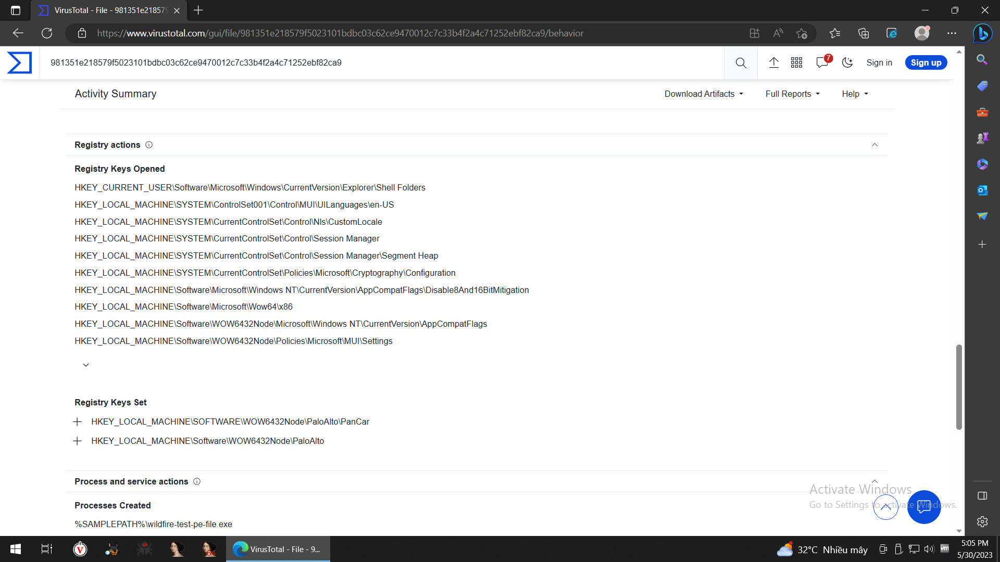 VirusTotal - File - 981351e21857
https://www.virustotal.com/gui/file/981351e218579f5023101bdbc03c62ce9470012c7c33b4f2a4c71252ebf82ca9/behavior
981351e218579f5023101bdbc03c62ce9470012c7c33b4f2a4c71252ebf82ca9
7
Sign in
Sign up
Activity Summary
Download Artifacts
Full Reports
Help
Registry actions
Registry Keys Opened
HKEY_CURRENT_USER\Software\Microsoft\Windows\CurrentVersion\Explorer\Shell Folders
HKEY_LOCAL_MACHINE\SYSTEM\ControlSet001\Control\MUI\UILanguages\en-US
HKEY_LOCAL_MACHINE\SYSTEM\CurrentControlSet\Control\Nls\CustomLocale
HKEY_LOCAL_MACHINE\SYSTEM\CurrentControlSet\Control\Session Manager
HKEY_LOCAL_MACHINE\SYSTEM\CurrentControlSet\Control\Session Manager\Segment Heap
HKEY_LOCAL_MACHINE\SYSTEM\CurrentControlSet\Policies\Microsoft\Cryptography\Configuration
HKEY_LOCAL_MACHINE\Software\Microsoft\Windows NT\CurrentVersion\AppCompatFlags\Disable8And16BitMitigation
HKEY_LOCAL_MACHINE\Software\Microsoft\Wow64\x86
HKEY_LOCAL_MACHINE\Software\WOW6432Node\Microsoft\Windows NT\CurrentVersion\AppCompatFlags
HKEY_LOCAL_MACHINE\Software\WOW6432Node\Policies\Microsoft\MUI\Settings
Registry Keys Set
HKEY_LOCAL_MACHINE\SOFTWARE\WOW6432Node\PaloAlto\PanCar
HKEY_LOCAL_MACHINE\Software\WOW6432Node\PaloAlto
Process and service actions
Processes Created
%SAMPLEPATH%\wildfire-test-pe-file.exe
Activate Windows
Go to Settings to activate Windows.
VirusTotal - File - 9...
32°C Nhiều mây
5:05 PM
5/30/2023